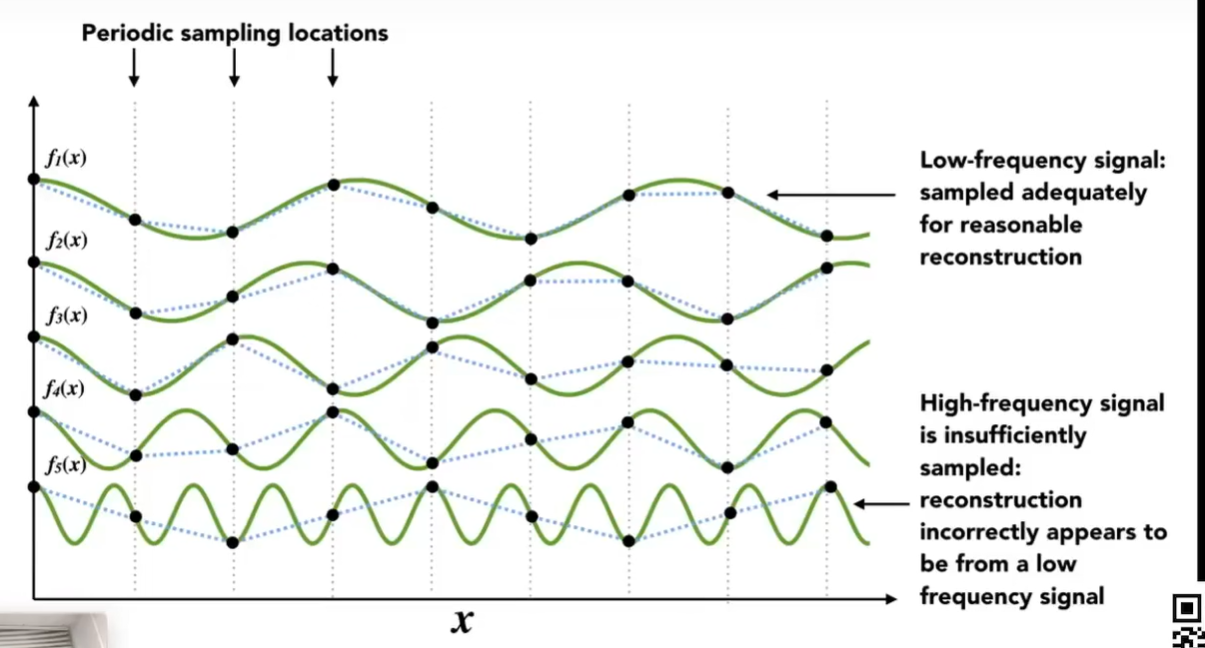 Periodic sampling locations
f1(x)
f2(x)
f3(x)
f4(x)
f5(x)
Low-frequency signal:
sampled adequately
for reasonable
reconstruction
High-frequency signal
is insufficiently
sampled:
reconstruction
incorrectly appears to
be from a low
frequency signal
x